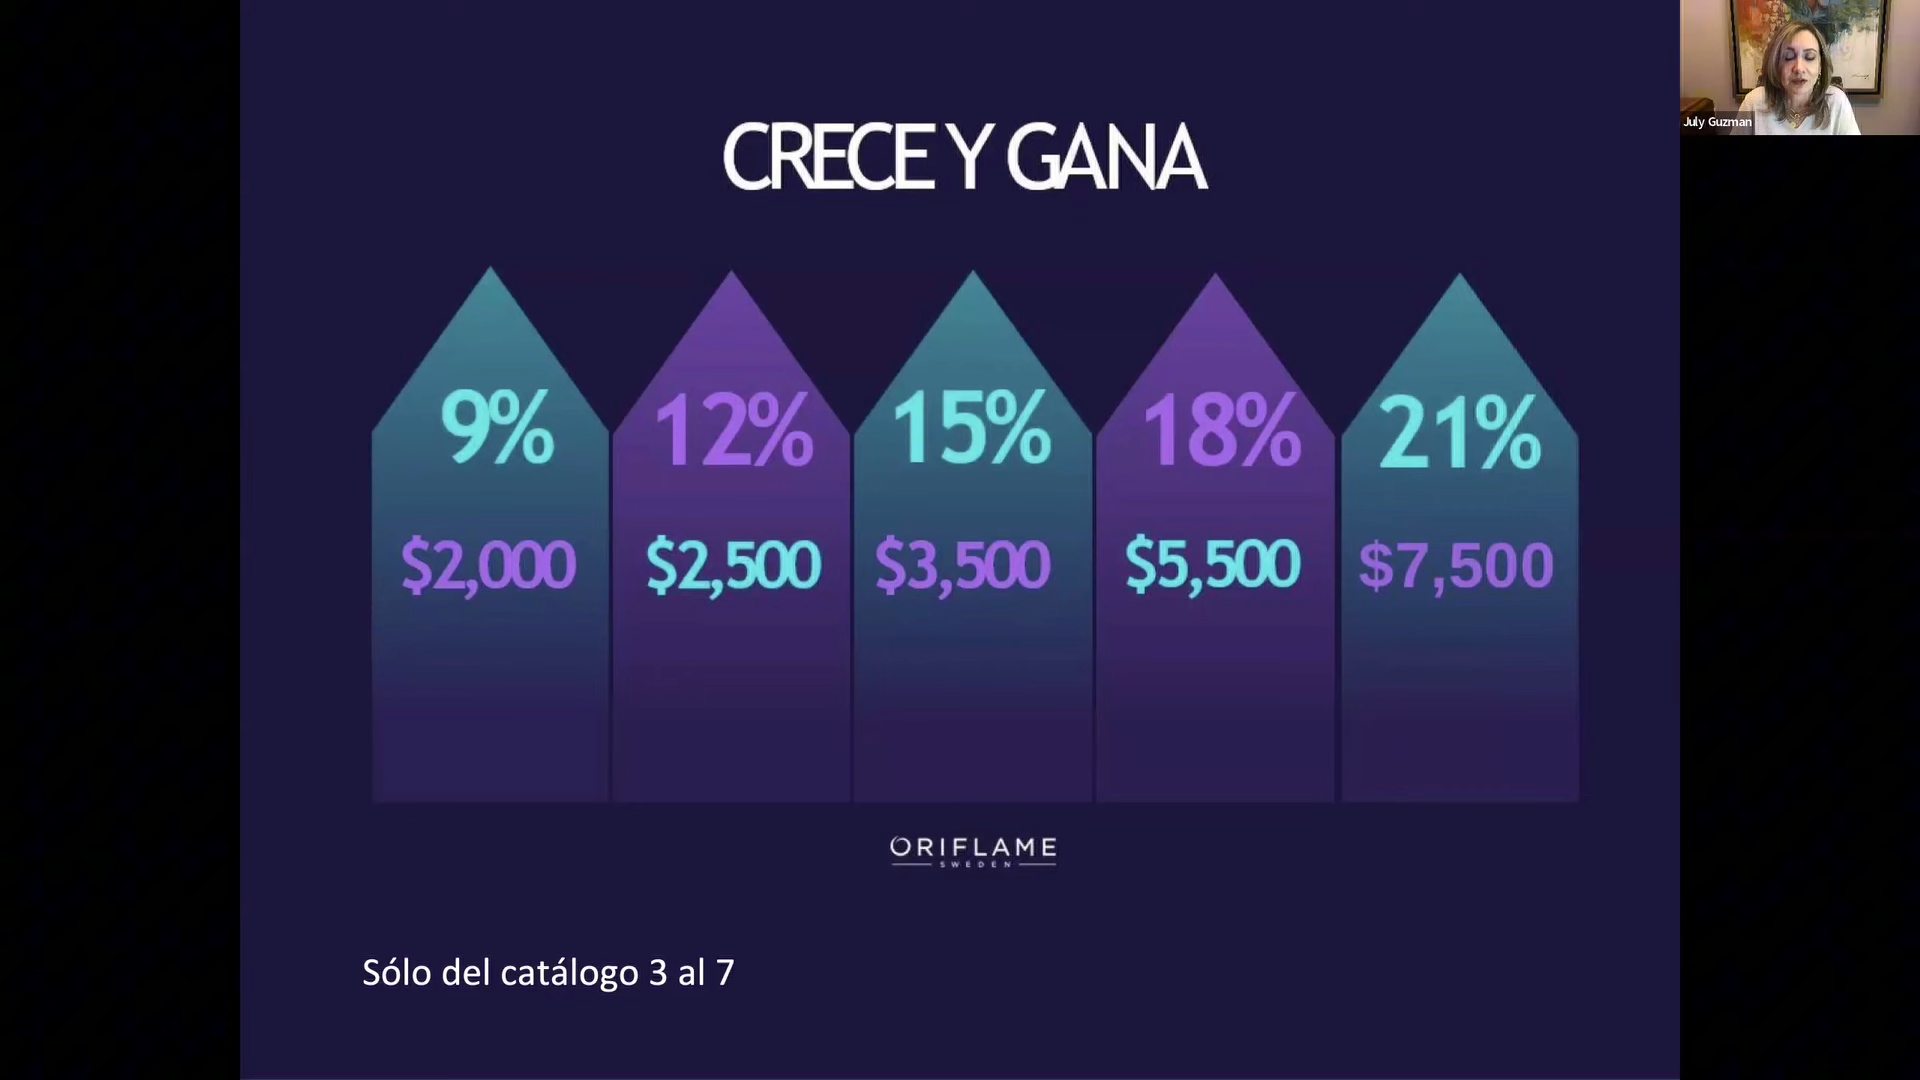 CRECE Y GANA
9% 12% 15% 18% 21%
$2,000 $2,500 $3,500 $5,500 $7,500
ORIFLAME
SWEDEN
Sólo del catálogo 3 al 7
July Guzman